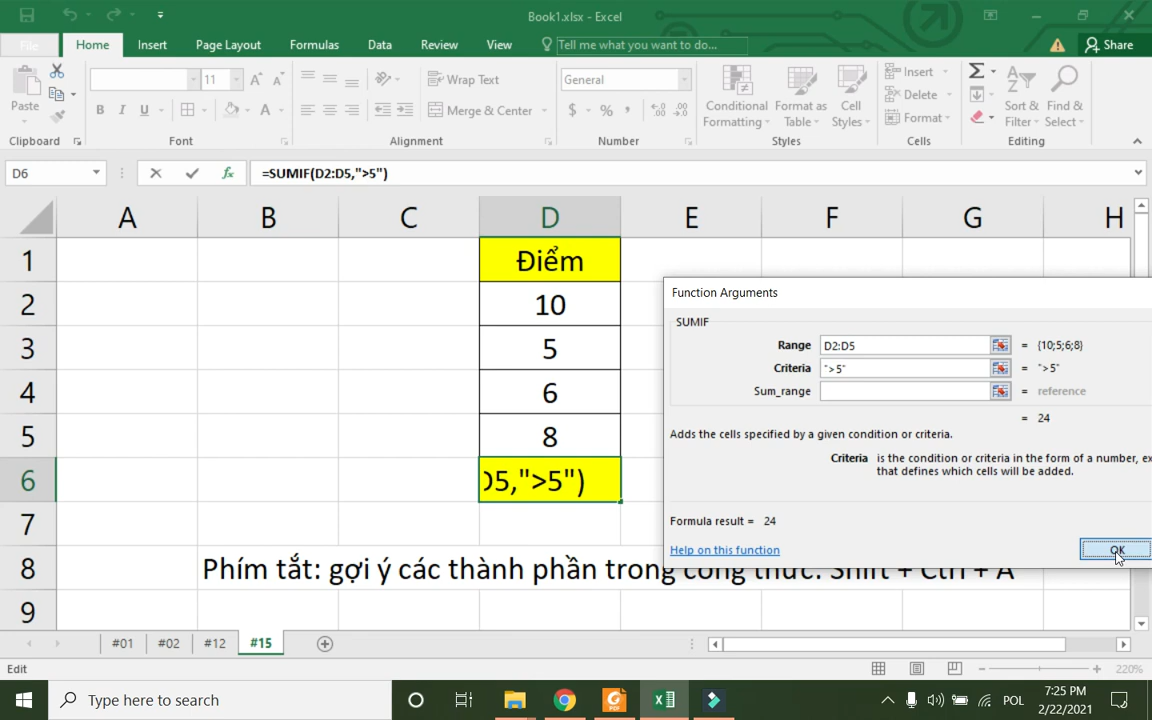 Book1.xlsx - Excel
File
Home
Insert
Page Layout
Formulas
Data
Review
View
Tell me what you want to do...
Share
Paste
11
B I U
Wrap Text
Merge & Center
General
$ % ,
Conditional Formatting
Format as Table
Cell Styles
Insert
Delete
Format
Sort & Filter
Find & Select
Clipboard
Font
Alignment
Number
Styles
Cells
Editing
D6
fx
=SUMIF(D2:D5,">5")
A B C D E F G H
1 Điểm
2 10
3 5
4 6
5 8
6 D5,">5")
7
8 Phím tắt: gợi ý các thành phần trong công thức: Shift + Ctrl + A
9
Function Arguments
SUMIF
Range D2:D5 = {10;5;6;8}
Criteria ">5" = ">5"
Sum_range = reference
= 24
Adds the cells specified by a given condition or criteria.
Criteria is the condition or criteria in the form of a number, ex
that defines which cells will be added.
Formula result = 24
Help on this function
OK
#01 #02 #12 #15
Edit
220%
Type here to search
POL
7:25 PM
2/22/2021